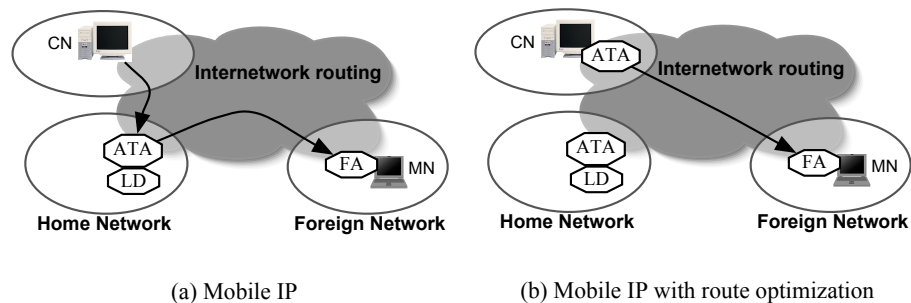 CN
Internetwork routing
ATA
LD
FA
MN
Home Network
Foreign Network
(a) Mobile IP
CN
ATA
Internetwork routing
ATA
LD
FA
MN
Home Network
Foreign Network
(b) Mobile IP with route optimization